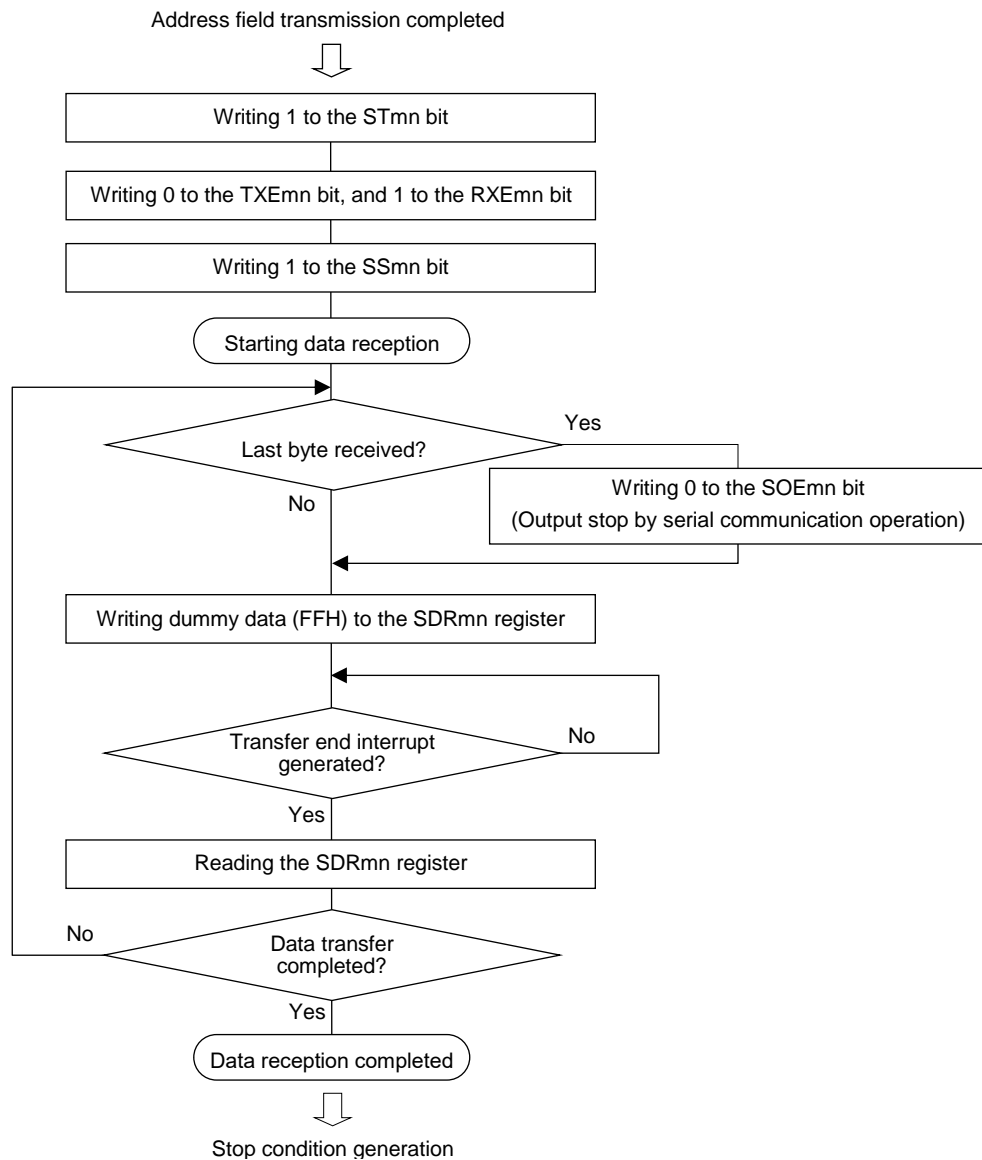 Address field transmission completed
Writing 1 to the STmn bit
Writing 0 to the TXEmn bit, and 1 to the RXEmn bit
Writing 1 to the SSmn bit
Starting data reception
Last byte received?
Yes
No
Writing 0 to the SOEmn bit
(Output stop by serial communication operation)
Writing dummy data (FFH) to the SDRmn register
Transfer end interrupt
generated?
No
Yes
Reading the SDRmn register
No
Data transfer
completed?
Yes
Data reception completed
Stop condition generation